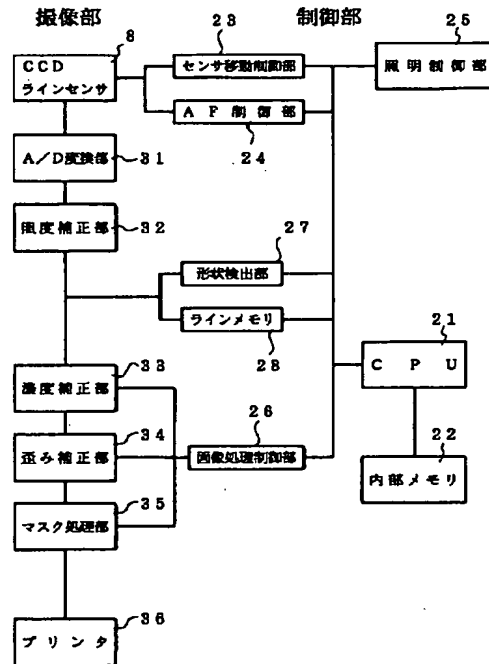 撮像部
制御部
8
CCD
ラインセンサ
23
センサ移動制御部
25
照明制御部
AF制御部
24
A/D変換部
31
照度補正部
32
27
形状検出部
ラインメモリ
28
21
CPU
33
濃度補正部
34
歪み補正部
26
画像処理制御部
22
内部メモリ
35
マスク処理部
36
プリンタ